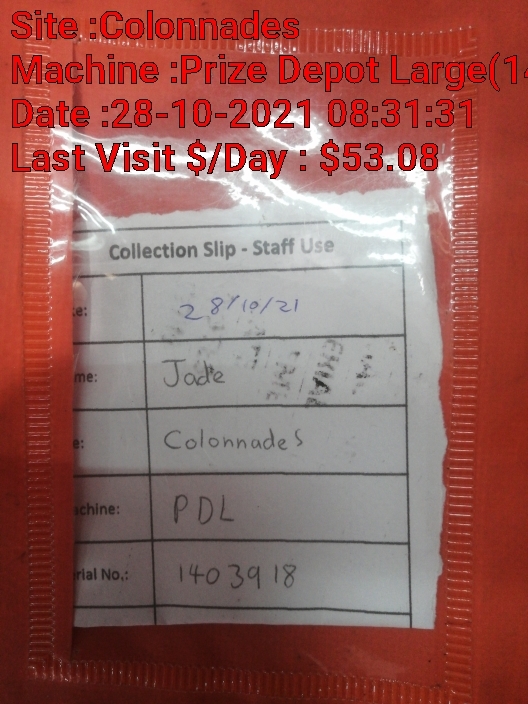 Site :Colonnades
Machine :Prize Depot Large(14
Date :28-10-2021 08:31:31
Last Visit $/Day : $53.08
Collection Slip - Staff Use
e: 28/10/21
me: Jade
e: Colonnades
achine: PDL
rial No.: 1403918